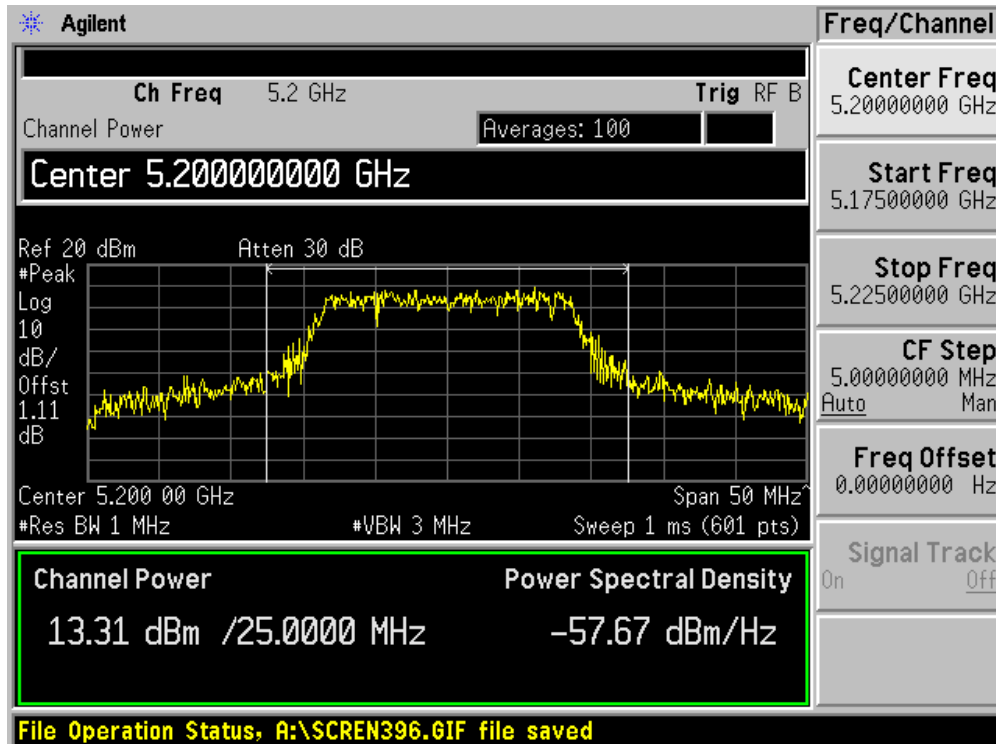 Agilent
Freq/Channel
Ch Freq 5.2 GHz Trig RF B
Channel Power Averages: 100
Center 5.200000000 GHz
Ref 20 dBm Atten 30 dB
#Peak
Log
10
dB/
Offst
1.11
dB
Center 5.200 00 GHz Span 50 MHz^
#Res BW 1 MHz #VBW 3 MHz Sweep 1 ms (601 pts)
Channel Power Power Spectral Density
13.31 dBm /25.0000 MHz -57.67 dBm/Hz
Center Freq
5.20000000 GHz
Start Freq
5.17500000 GHz
Stop Freq
5.22500000 GHz
CF Step
5.00000000 MHz
Auto Man
Freq Offset
0.00000000 Hz
Signal Track
On Off
File Operation Status, A:\SCREN396.GIF file saved